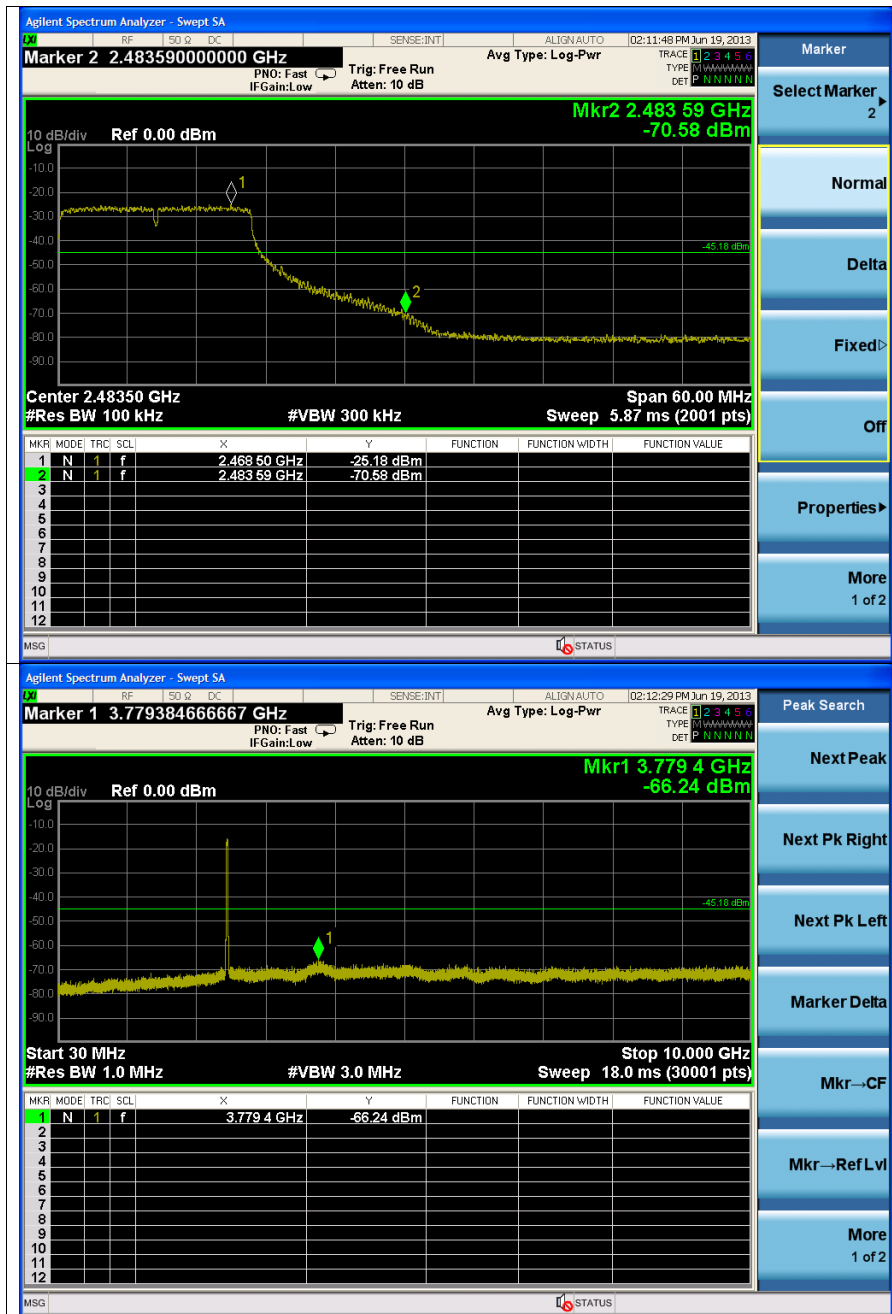 Agilent Spectrum Analyzer - Swept SA
LXI RF 50 Ω DC SENSE:INT ALIGNAUTO 02:11:48 PM Jun 19, 2013
Marker 2 2.483590000000 GHz
PNO: Fast
IFGain:Low
Trig: Free Run
Atten: 10 dB
Avg Type: Log-Pwr
TRACE 1 2 3 4 5 6
TYPE M W W W W W
DET P N N N N N
Mkr2 2.483 59 GHz
-70.58 dBm
10 dB/div Ref 0.00 dBm
Log
-10.0
-20.0
-30.0
-40.0
-50.0
-60.0
-70.0
-80.0
-90.0
1
-45.18 dBm
2
Center 2.48350 GHz Span 60.00 MHz
#Res BW 100 kHz #VBW 300 kHz Sweep 5.87 ms (2001 pts)
MKR MODE TRC SCL X Y FUNCTION FUNCTION WIDTH FUNCTION VALUE
1 N 1 f 2.468 50 GHz -25.18 dBm
2 N 1 f 2.483 59 GHz -70.58 dBm
3
4
5
6
7
8
9
10
11
12
MSG STATUS
Marker
Select Marker
2
Normal
Delta
Fixed
Off
Properties
More
1 of 2
Agilent Spectrum Analyzer - Swept SA
LXI RF 50 Ω DC SENSE:INT ALIGNAUTO 02:12:29 PM Jun 19, 2013
Marker 1 3.779384666667 GHz
PNO: Fast
IFGain:Low
Trig: Free Run
Atten: 10 dB
Avg Type: Log-Pwr
TRACE 1 2 3 4 5 6
TYPE M W W W W W
DET P N N N N N
Mkr1 3.779 4 GHz
-66.24 dBm
10 dB/div Ref 0.00 dBm
Log
-10.0
-20.0
-30.0
-40.0
-50.0
-60.0
-70.0
-80.0
-90.0
-45.18 dBm
1
Start 30 MHz Stop 10.000 GHz
#Res BW 1.0 MHz #VBW 3.0 MHz Sweep 18.0 ms (30001 pts)
MKR MODE TRC SCL X Y FUNCTION FUNCTION WIDTH FUNCTION VALUE
1 N 1 f 3.779 4 GHz -66.24 dBm
2
3
4
5
6
7
8
9
10
11
12
MSG STATUS
Peak Search
Next Peak
Next Pk Right
Next Pk Left
Marker Delta
Mkr→CF
Mkr→Ref Lvl
More
1 of 2